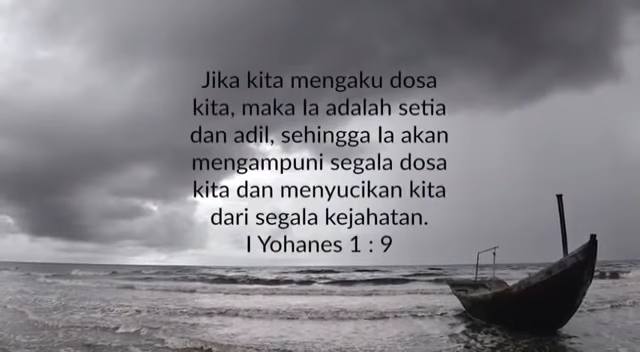 Jika kita mengaku dosa
kita, maka Ia adalah setia
dan adil, sehingga Ia akan
mengampuni segala dosa
kita dan menyucikan kita
dari segala kejahatan.
I Yohanes 1 : 9